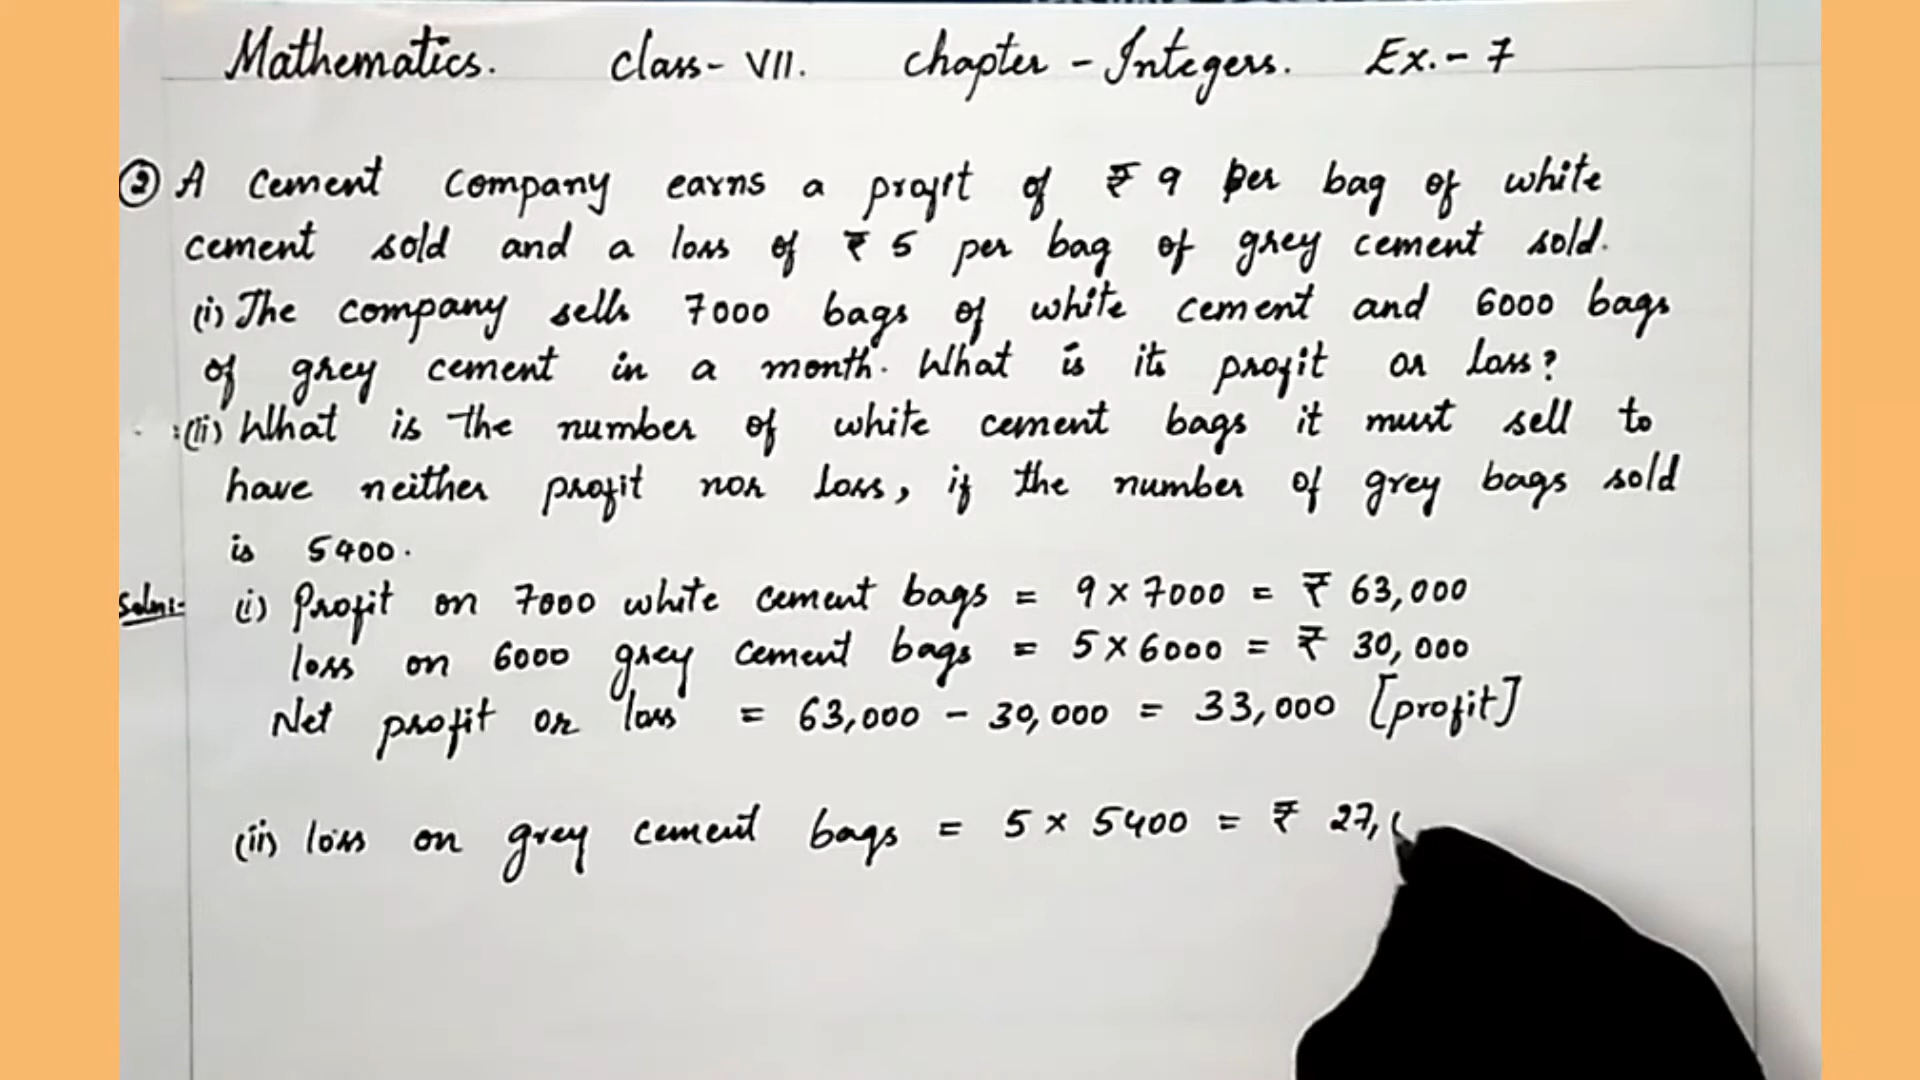 Mathematics. class- VII. chapter - Integers. Ex.- 7
② A cement company earns a profit of ₹ 9 per bag of white
cement sold and a loss of ₹ 5 per bag of grey cement sold.
(i) The company sells 7000 bags of white cement and 6000 bags
of grey cement in a month. What is its profit or loss?
(ii) What is the number of white cement bags it must sell to
have neither profit nor loss, if the number of grey bags sold
is 5400.
Soln:- (i) Profit on 7000 white cement bags = 9 × 7000 = ₹ 63,000
loss on 6000 grey cement bags = 5 × 6000 = ₹ 30,000
Net profit or loss = 63,000 - 30,000 = 33,000 [profit]
(ii) loss on grey cement bags = 5 × 5400 = ₹ 27,